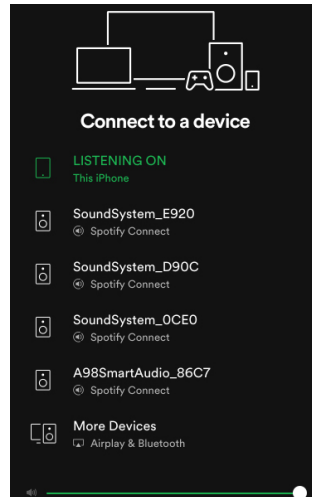 Connect to a device
LISTENING ON
This iPhone
SoundSystem_E920
Spotify Connect
SoundSystem_D90C
Spotify Connect
SoundSystem_0CE0
Spotify Connect
A98SmartAudio_86C7
Spotify Connect
More Devices
Airplay & Bluetooth